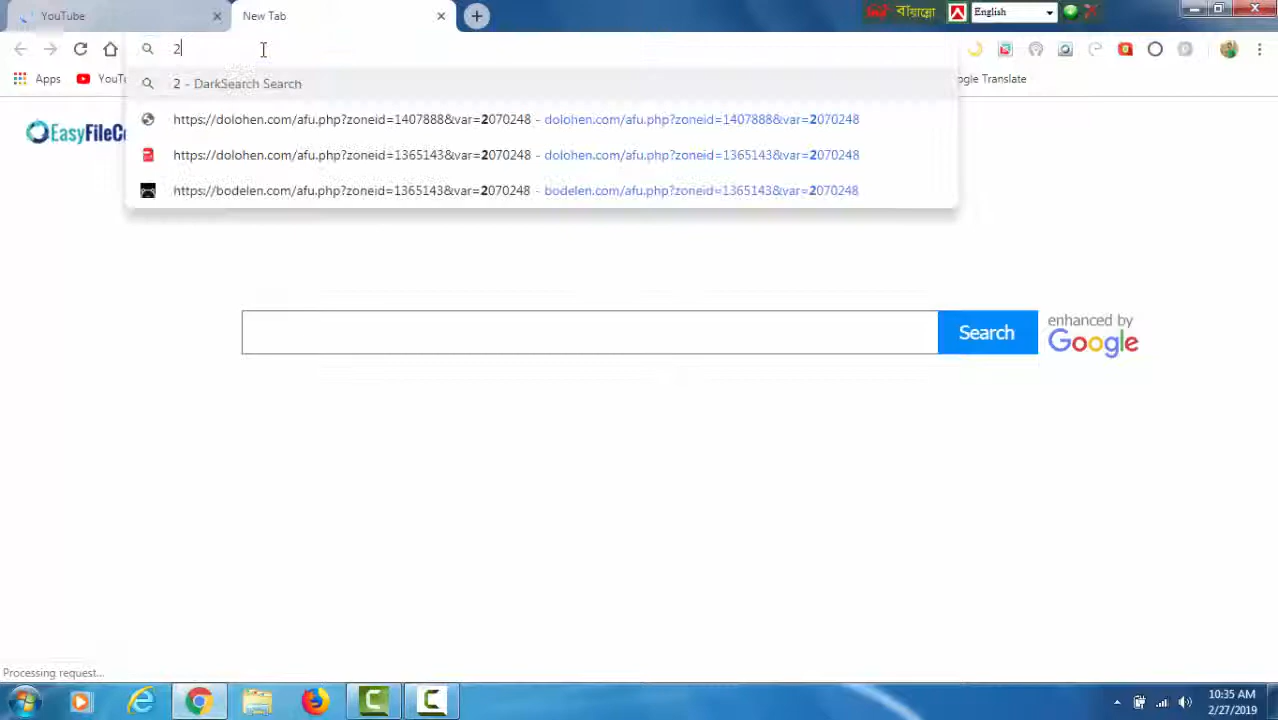 YouTube
New Tab
বায়ান্নো
English
2
2 - DarkSearch Search
https://dolohen.com/afu.php?zoneid=1407888&var=2070248 - dolohen.com/afu.php?zoneid=1407888&var=2070248
https://dolohen.com/afu.php?zoneid=1365143&var=2070248 - dolohen.com/afu.php?zoneid=1365143&var=2070248
https://bodelen.com/afu.php?zoneid=1365143&var=2070248 - bodelen.com/afu.php?zoneid=1365143&var=2070248
Apps
YouTu
gle Translate
EasyFileCo
Search
enhanced by
Google
Processing request...
10:35 AM
2/27/2019